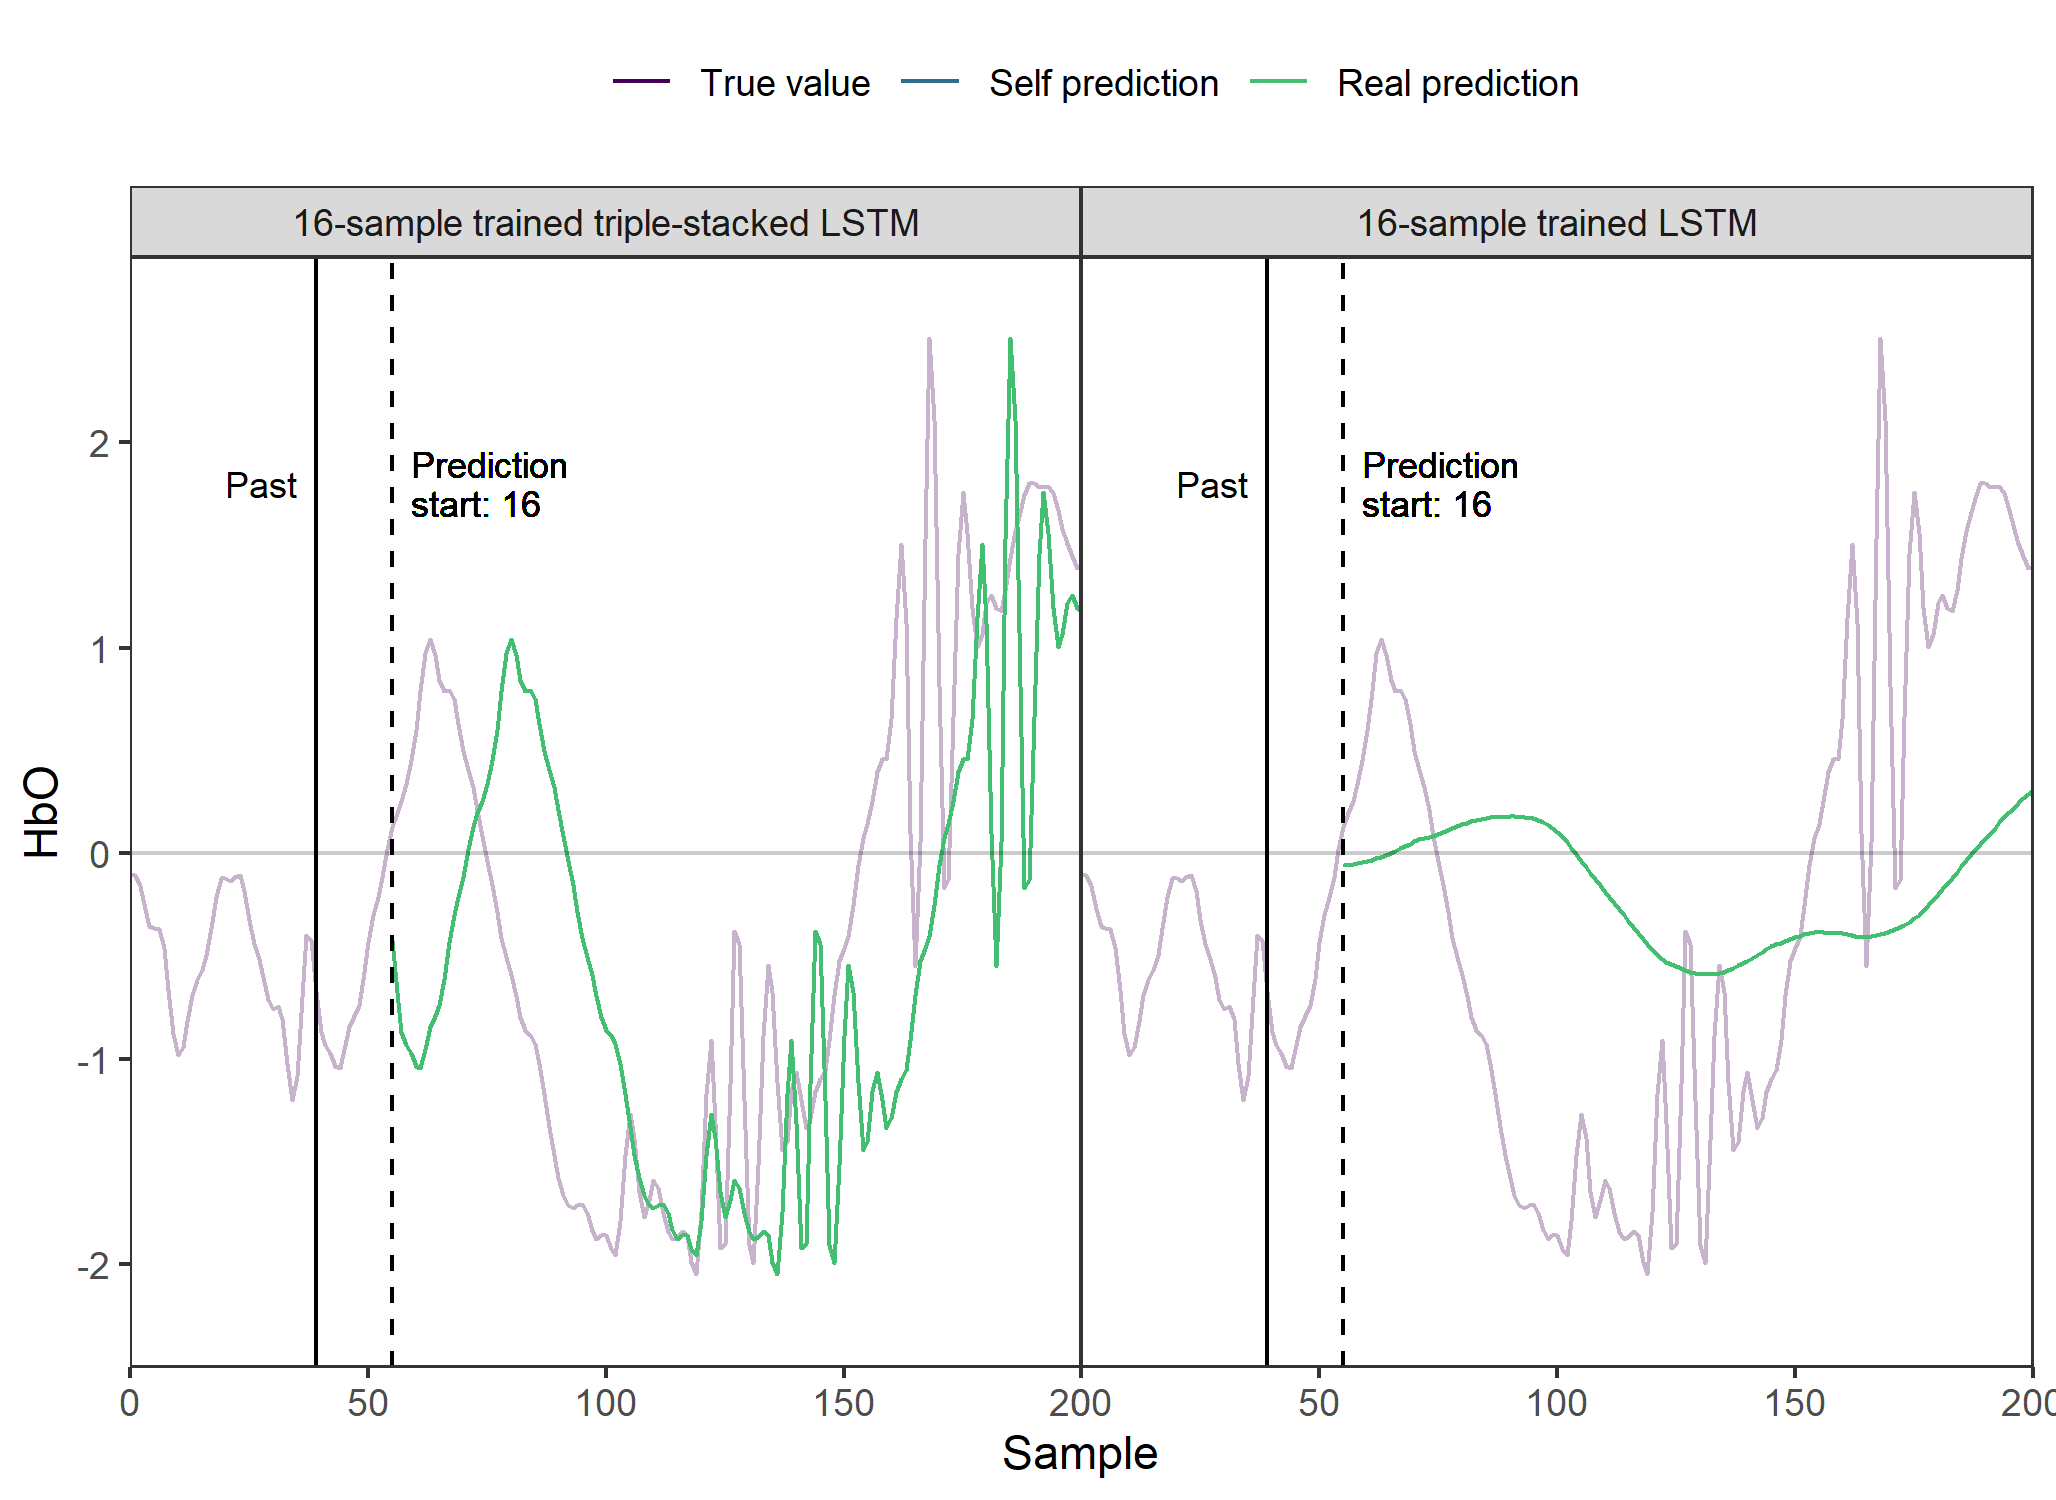 True value Self prediction Real prediction
16-sample trained triple-stacked LSTM
16-sample trained LSTM
HbO
2
1
0
-1
-2
Past
Prediction
start: 16
Past
Prediction
start: 16
0 50 100 150 200 50 100 150 200
Sample